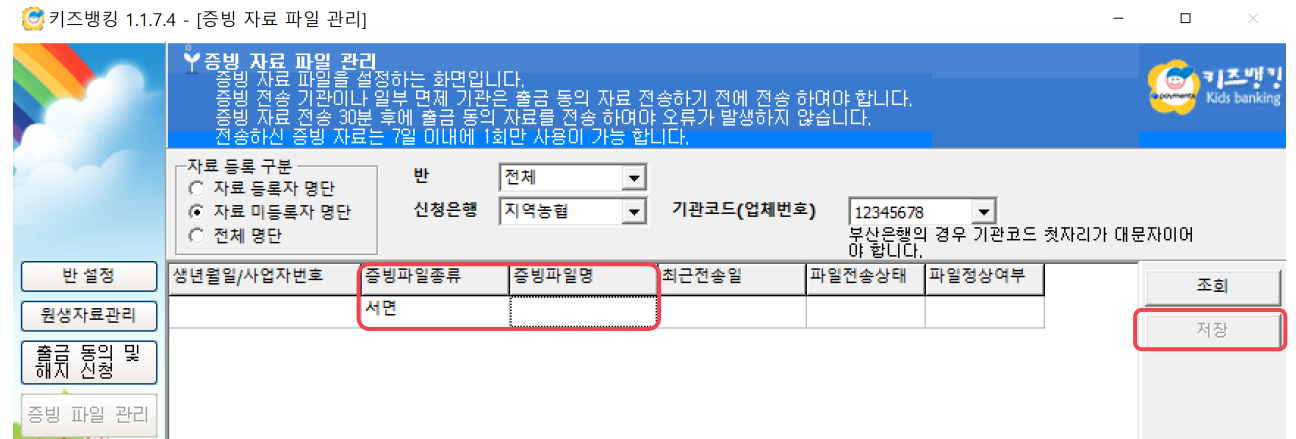 키즈뱅킹 1.1.7.4 - [증빙 자료 파일 관리]
증빙 자료 파일 관리
증빙 자료 파일을 설정하는 화면입니다.
증빙 전송 기관이나 일부 면제 기관은 출금 동의 자료 전송하기 전에 전송 하여야 합니다.
증빙 자료 전송 30분 후에 출금 동의 자료를 전송 하여야 오류가 발생하지 않습니다.
전송하신 증빙 자료는 7일 이내에 1회만 사용이 가능 합니다.
payments
키즈뱅킹
Kids banking
자료 등록 구분
자료 등록자 명단
자료 미등록자 명단
전체 명단
반 전체
신청은행 지역농협 기관코드(업체번호) 12345678
부산은행의 경우 기관코드 첫자리가 대문자이어
야 합니다.
반 설정
원생자료관리
출금 동의 및
해지 신청
증빙 파일 관리
생년월일/사업자번호 증빙파일종류 증빙파일명 최근전송일 파일전송상태 파일정상여부
서면
조회
저장